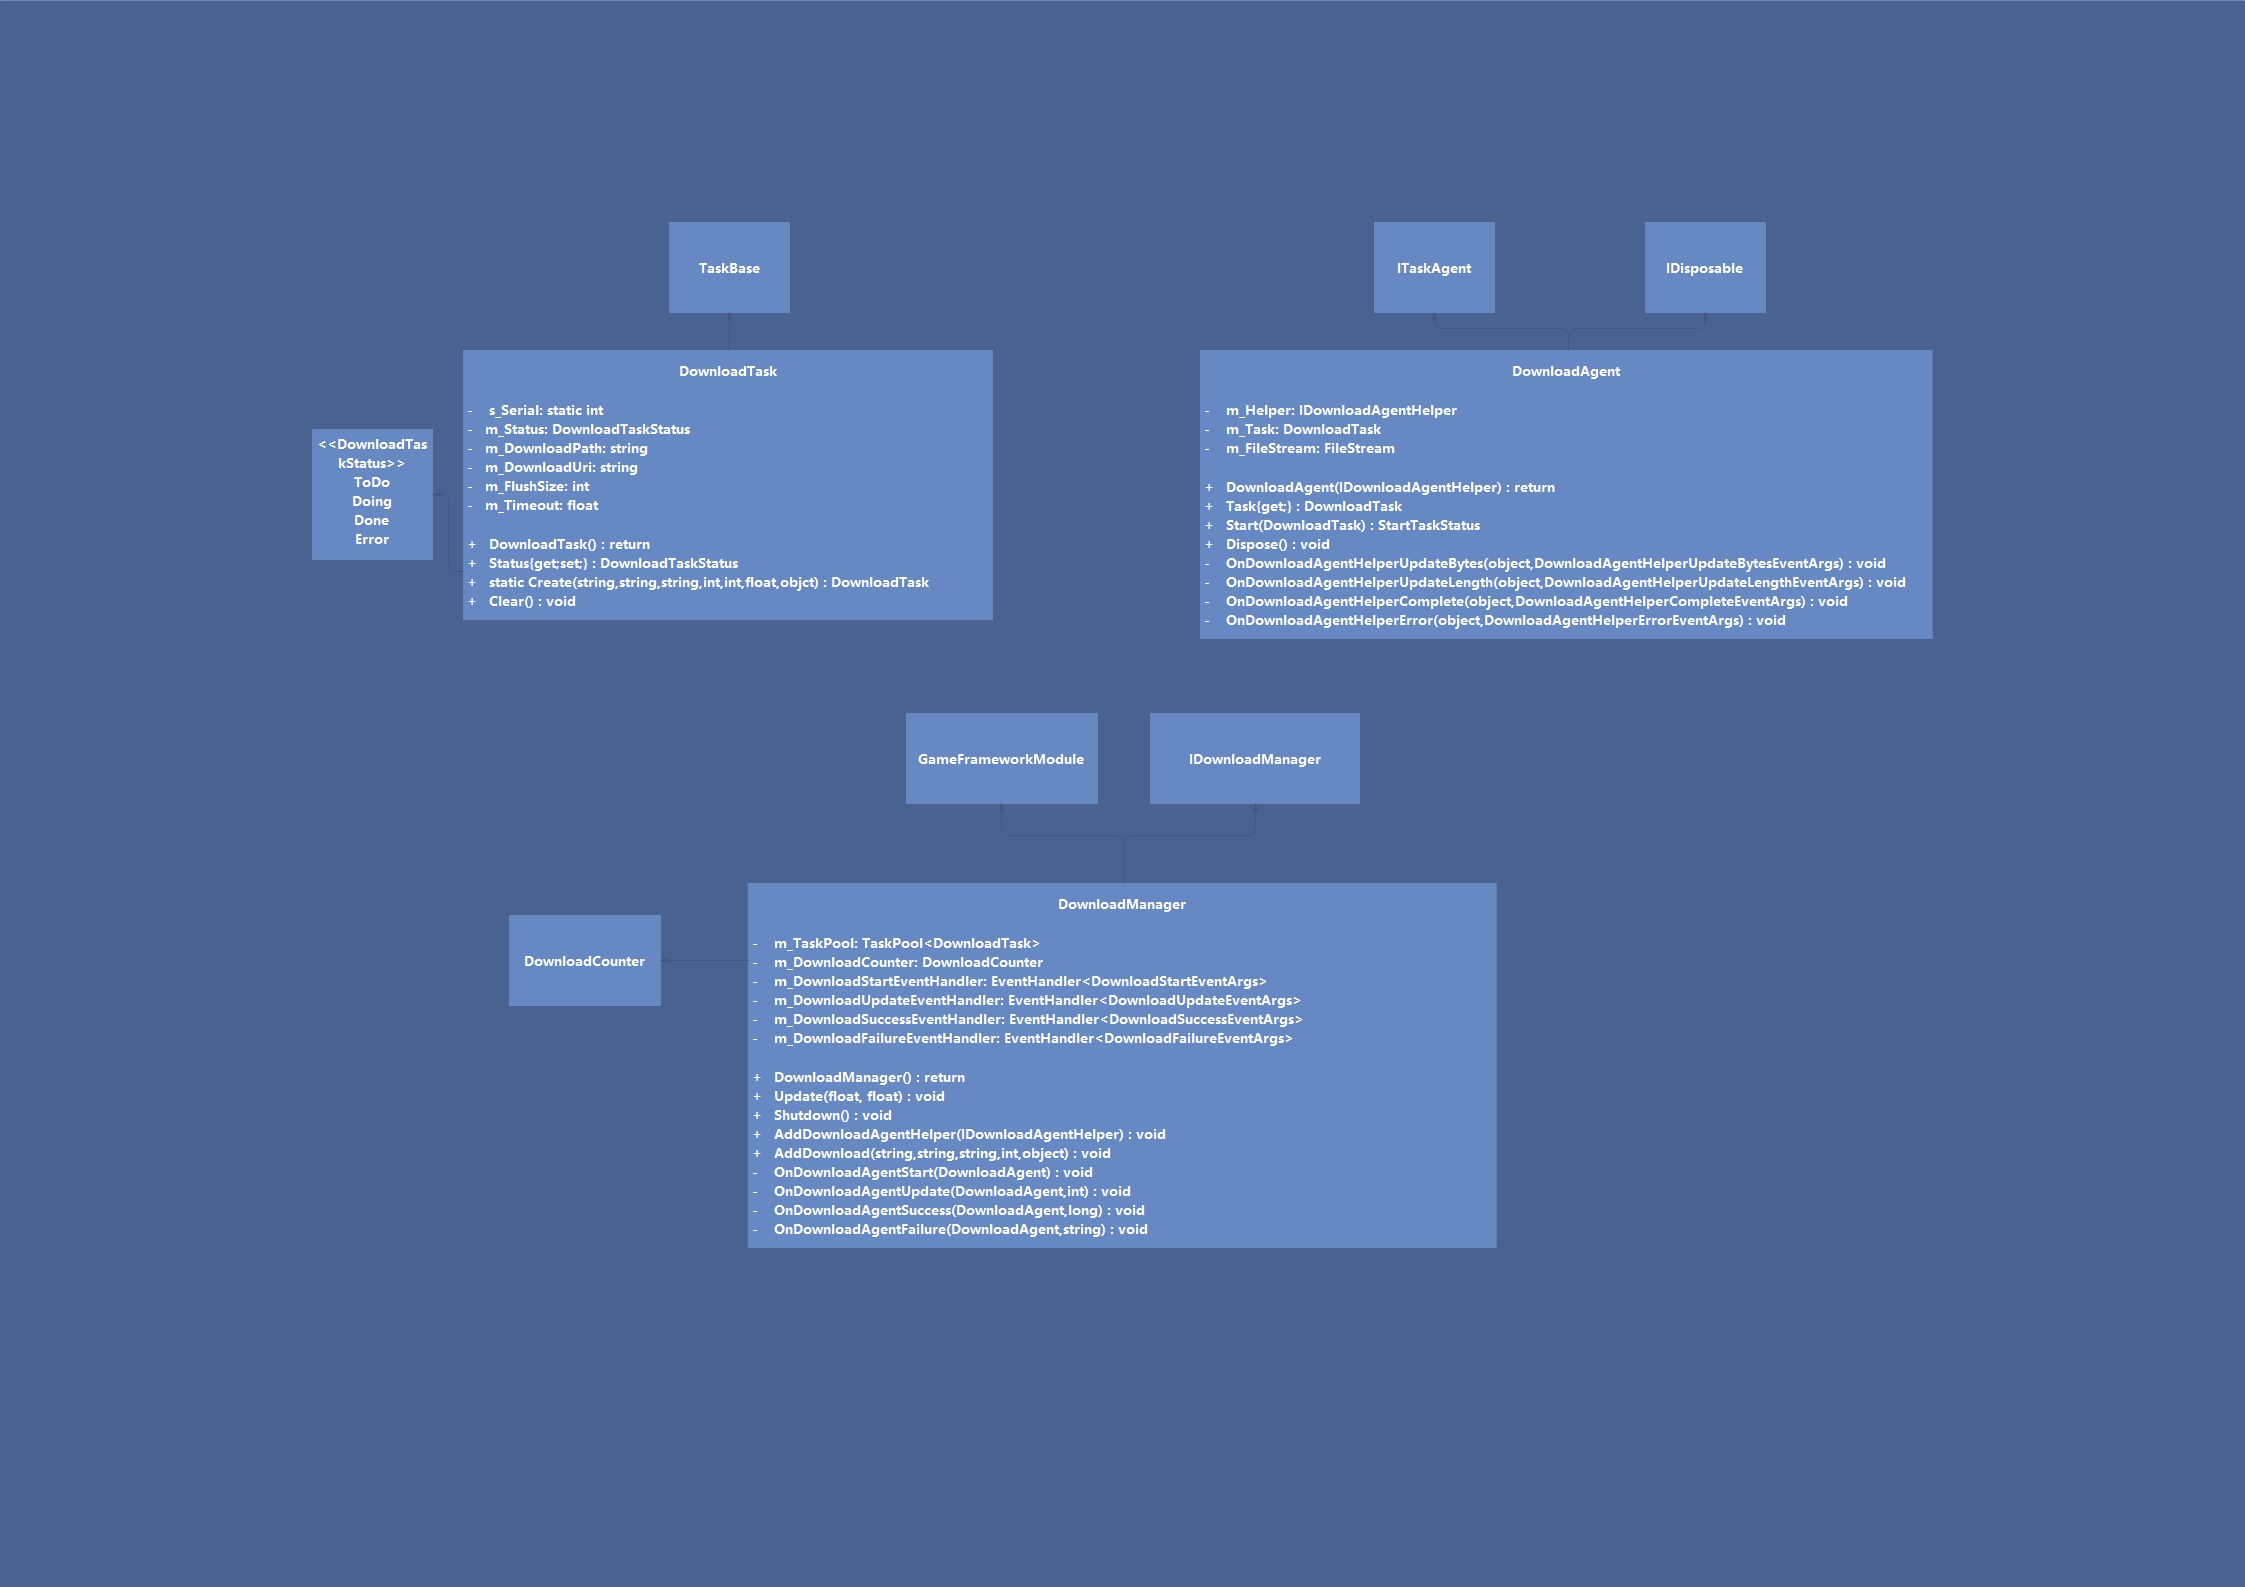 TaskBase
DownloadTask
- s_Serial: static int
- m_Status: DownloadTaskStatus
- m_DownloadPath: string
- m_DownloadUri: string
- m_FlushSize: int
- m_Timeout: float
+ DownloadTask() : return
+ Status{get;set;} : DownloadTaskStatus
+ static Create(string,string,string,int,int,float,objct) : DownloadTask
+ Clear() : void
<<DownloadTas
kStatus>>
ToDo
Doing
Done
Error
ITaskAgent
IDisposable
DownloadAgent
- m_Helper: IDownloadAgentHelper
- m_Task: DownloadTask
- m_FileStream: FileStream
+ DownloadAgent(IDownloadAgentHelper) : return
+ Task{get;} : DownloadTask
+ Start(DownloadTask) : StartTaskStatus
+ Dispose() : void
- OnDownloadAgentHelperUpdateBytes(object,DownloadAgentHelperUpdateBytesEventArgs) : void
- OnDownloadAgentHelperUpdateLength(object,DownloadAgentHelperUpdateLengthEventArgs) : void
- OnDownloadAgentHelperComplete(object,DownloadAgentHelperCompleteEventArgs) : void
- OnDownloadAgentHelperError(object,DownloadAgentHelperErrorEventArgs) : void
GameFrameworkModule
IDownloadManager
DownloadCounter
DownloadManager
- m_TaskPool: TaskPool<DownloadTask>
- m_DownloadCounter: DownloadCounter
- m_DownloadStartEventHandler: EventHandler<DownloadStartEventArgs>
- m_DownloadUpdateEventHandler: EventHandler<DownloadUpdateEventArgs>
- m_DownloadSuccessEventHandler: EventHandler<DownloadSuccessEventArgs>
- m_DownloadFailureEventHandler: EventHandler<DownloadFailureEventArgs>
+ DownloadManager() : return
+ Update(float, float) : void
+ Shutdown() : void
+ AddDownloadAgentHelper(IDownloadAgentHelper) : void
+ AddDownload(string,string,string,int,object) : void
- OnDownloadAgentStart(DownloadAgent) : void
- OnDownloadAgentUpdate(DownloadAgent,int) : void
- OnDownloadAgentSuccess(DownloadAgent,long) : void
- OnDownloadAgentFailure(DownloadAgent,string) : void